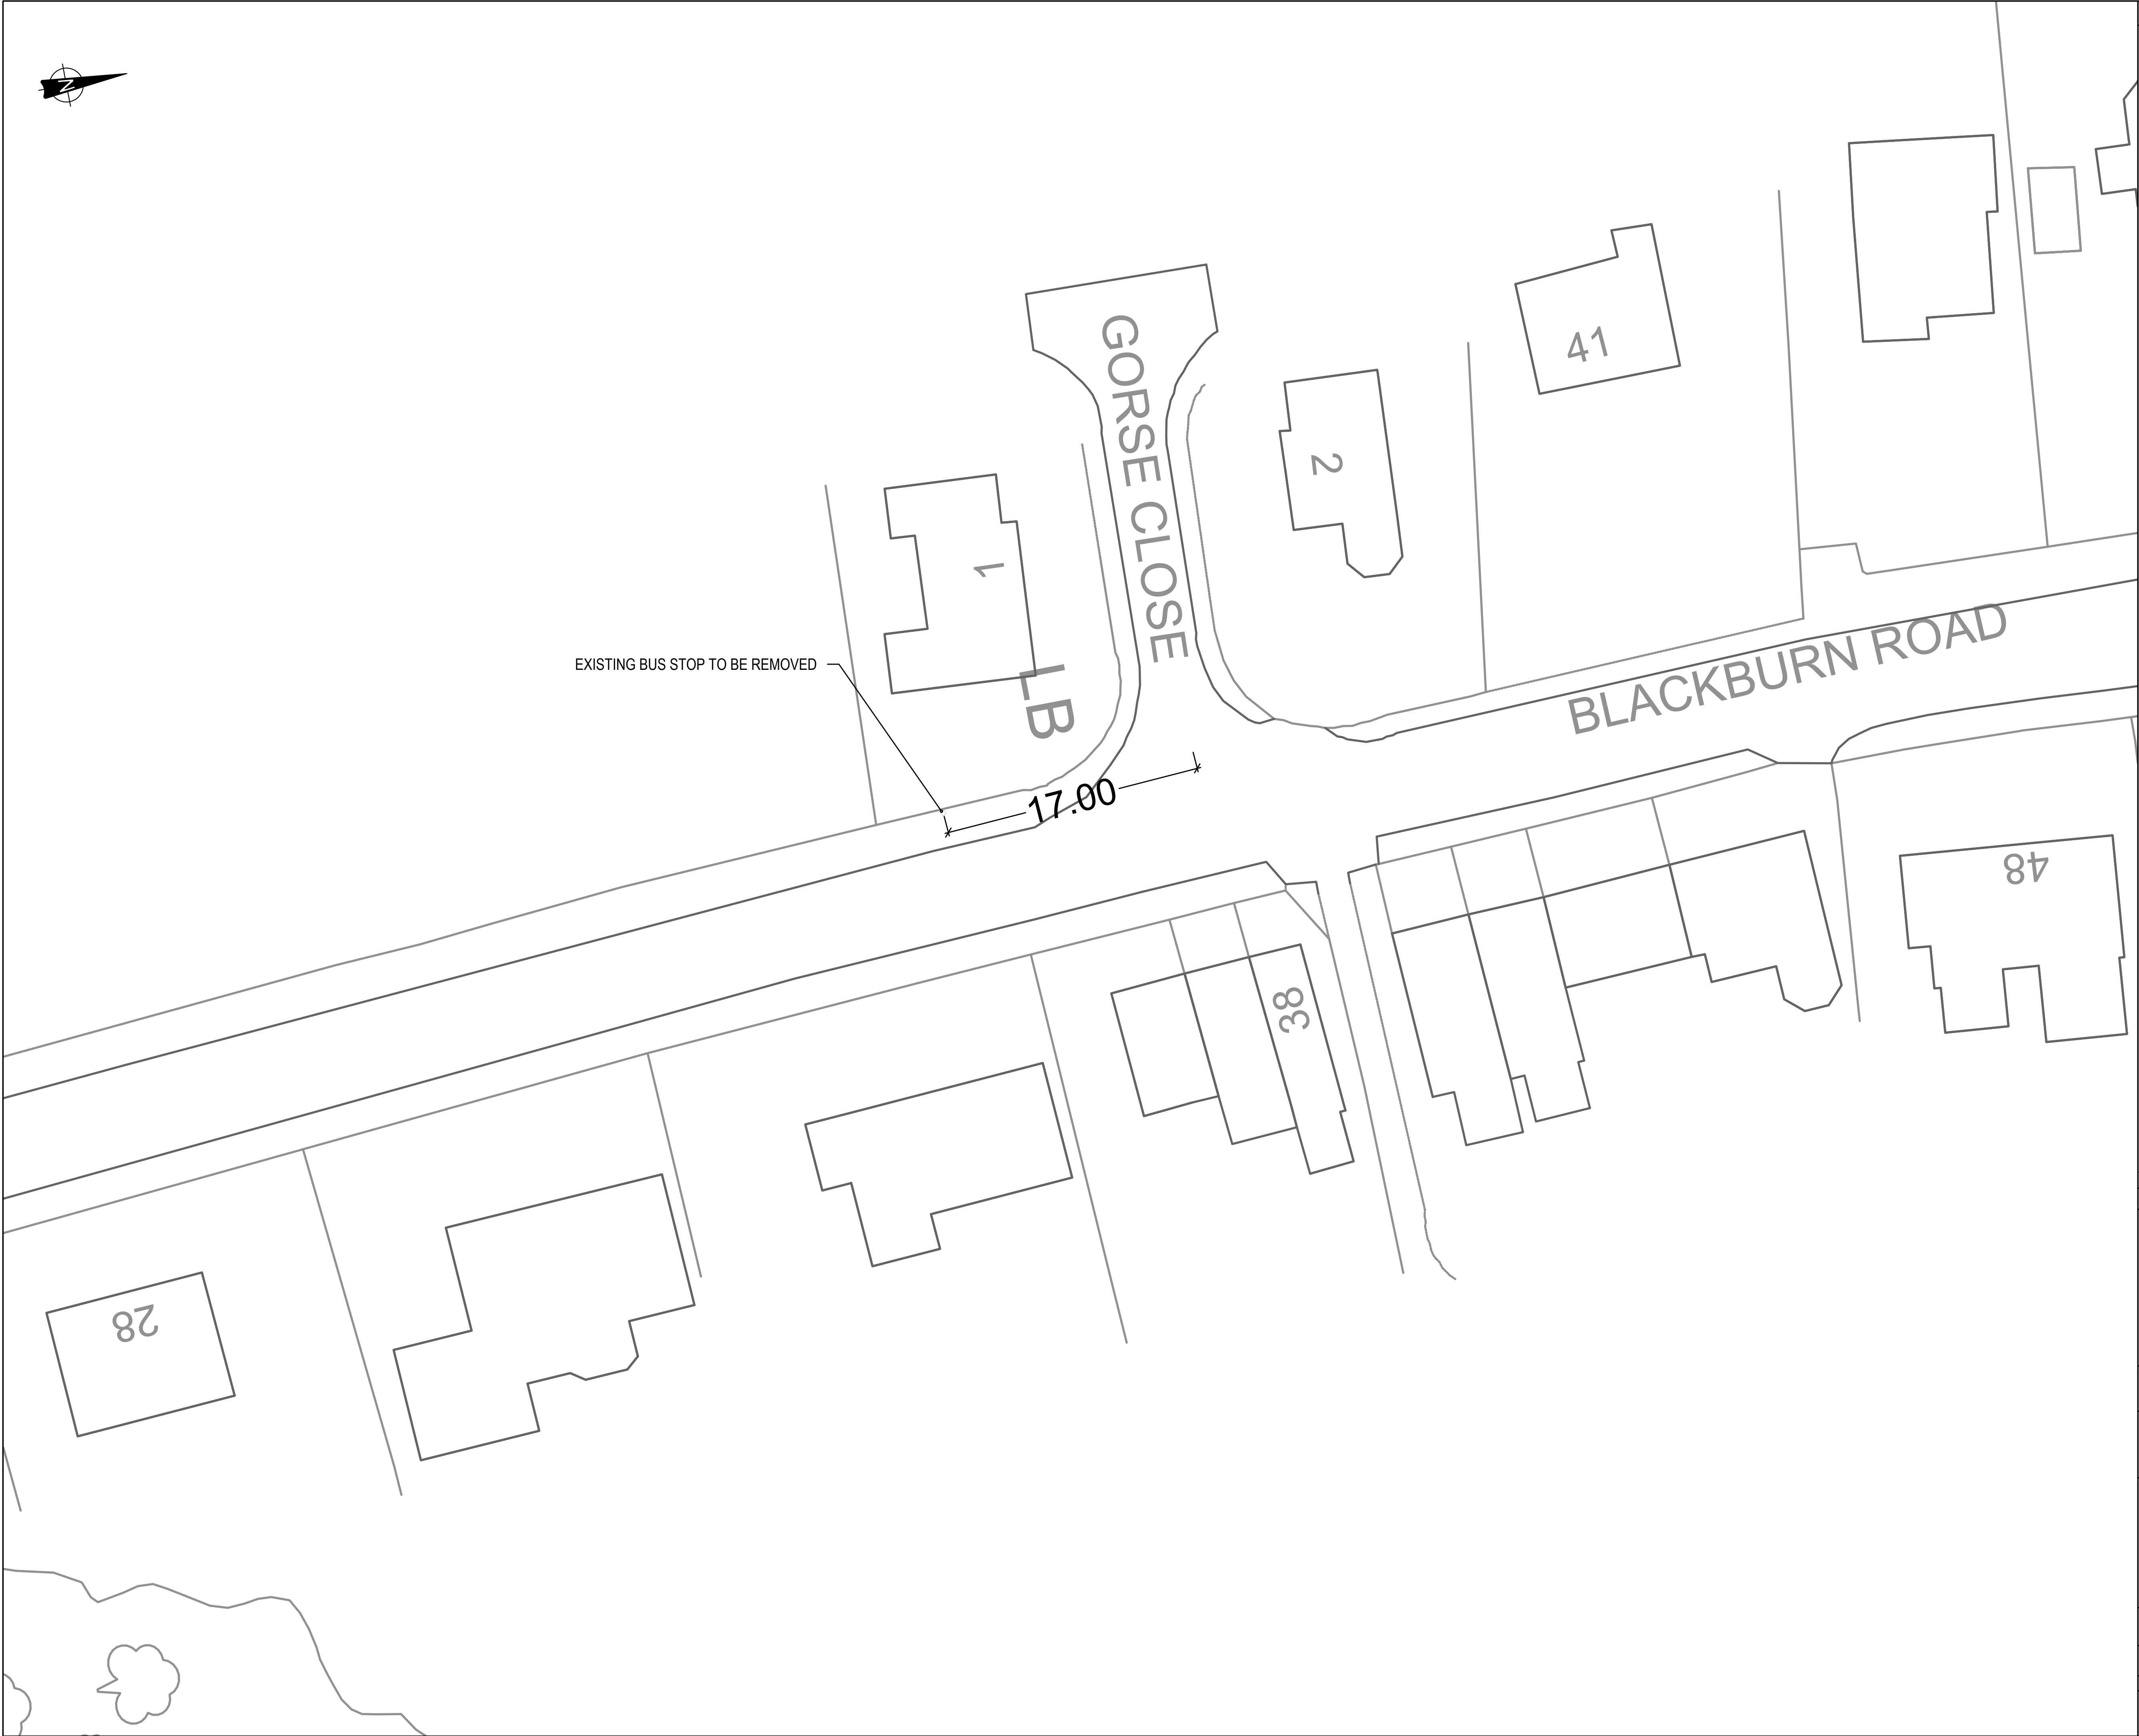 N
GORSE CLOSE
41
2
1
EXISTING BUS STOP TO BE REMOVED
LB
BLACKBURN ROAD
17.00
48
38
28